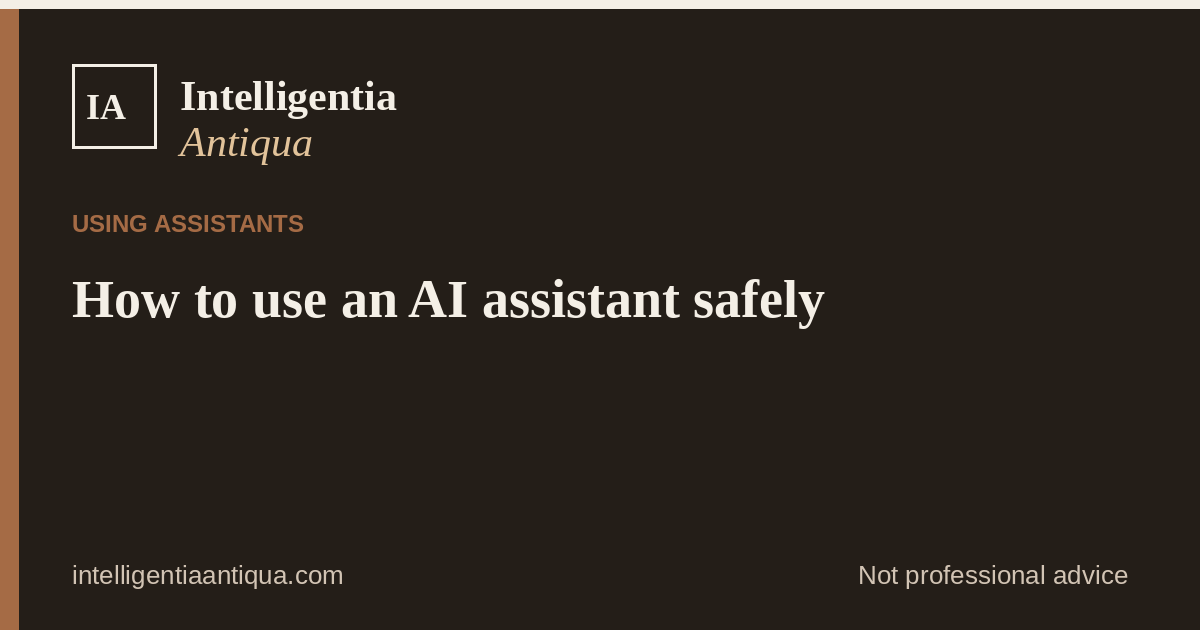 IA
Intelligentia
Antiqua
USING ASSISTANTS
How to use an AI assistant safely
intelligentiaantiqua.com
Not professional advice